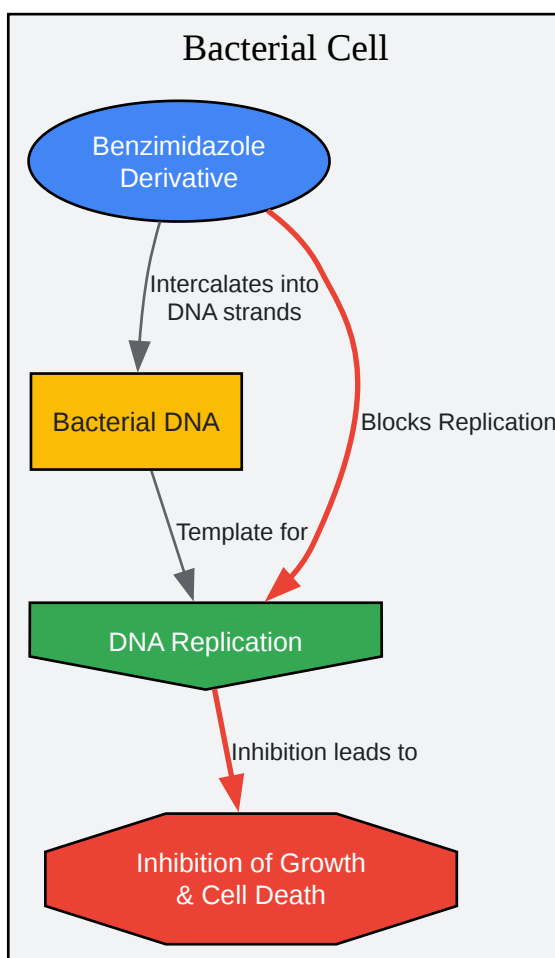 Bacterial Cell
Benzimidazole
Derivative
Intercalates into
DNA strands
Bacterial DNA
Blocks Replication
Template for
DNA Replication
Inhibition leads to
Inhibition of Growth
& Cell Death